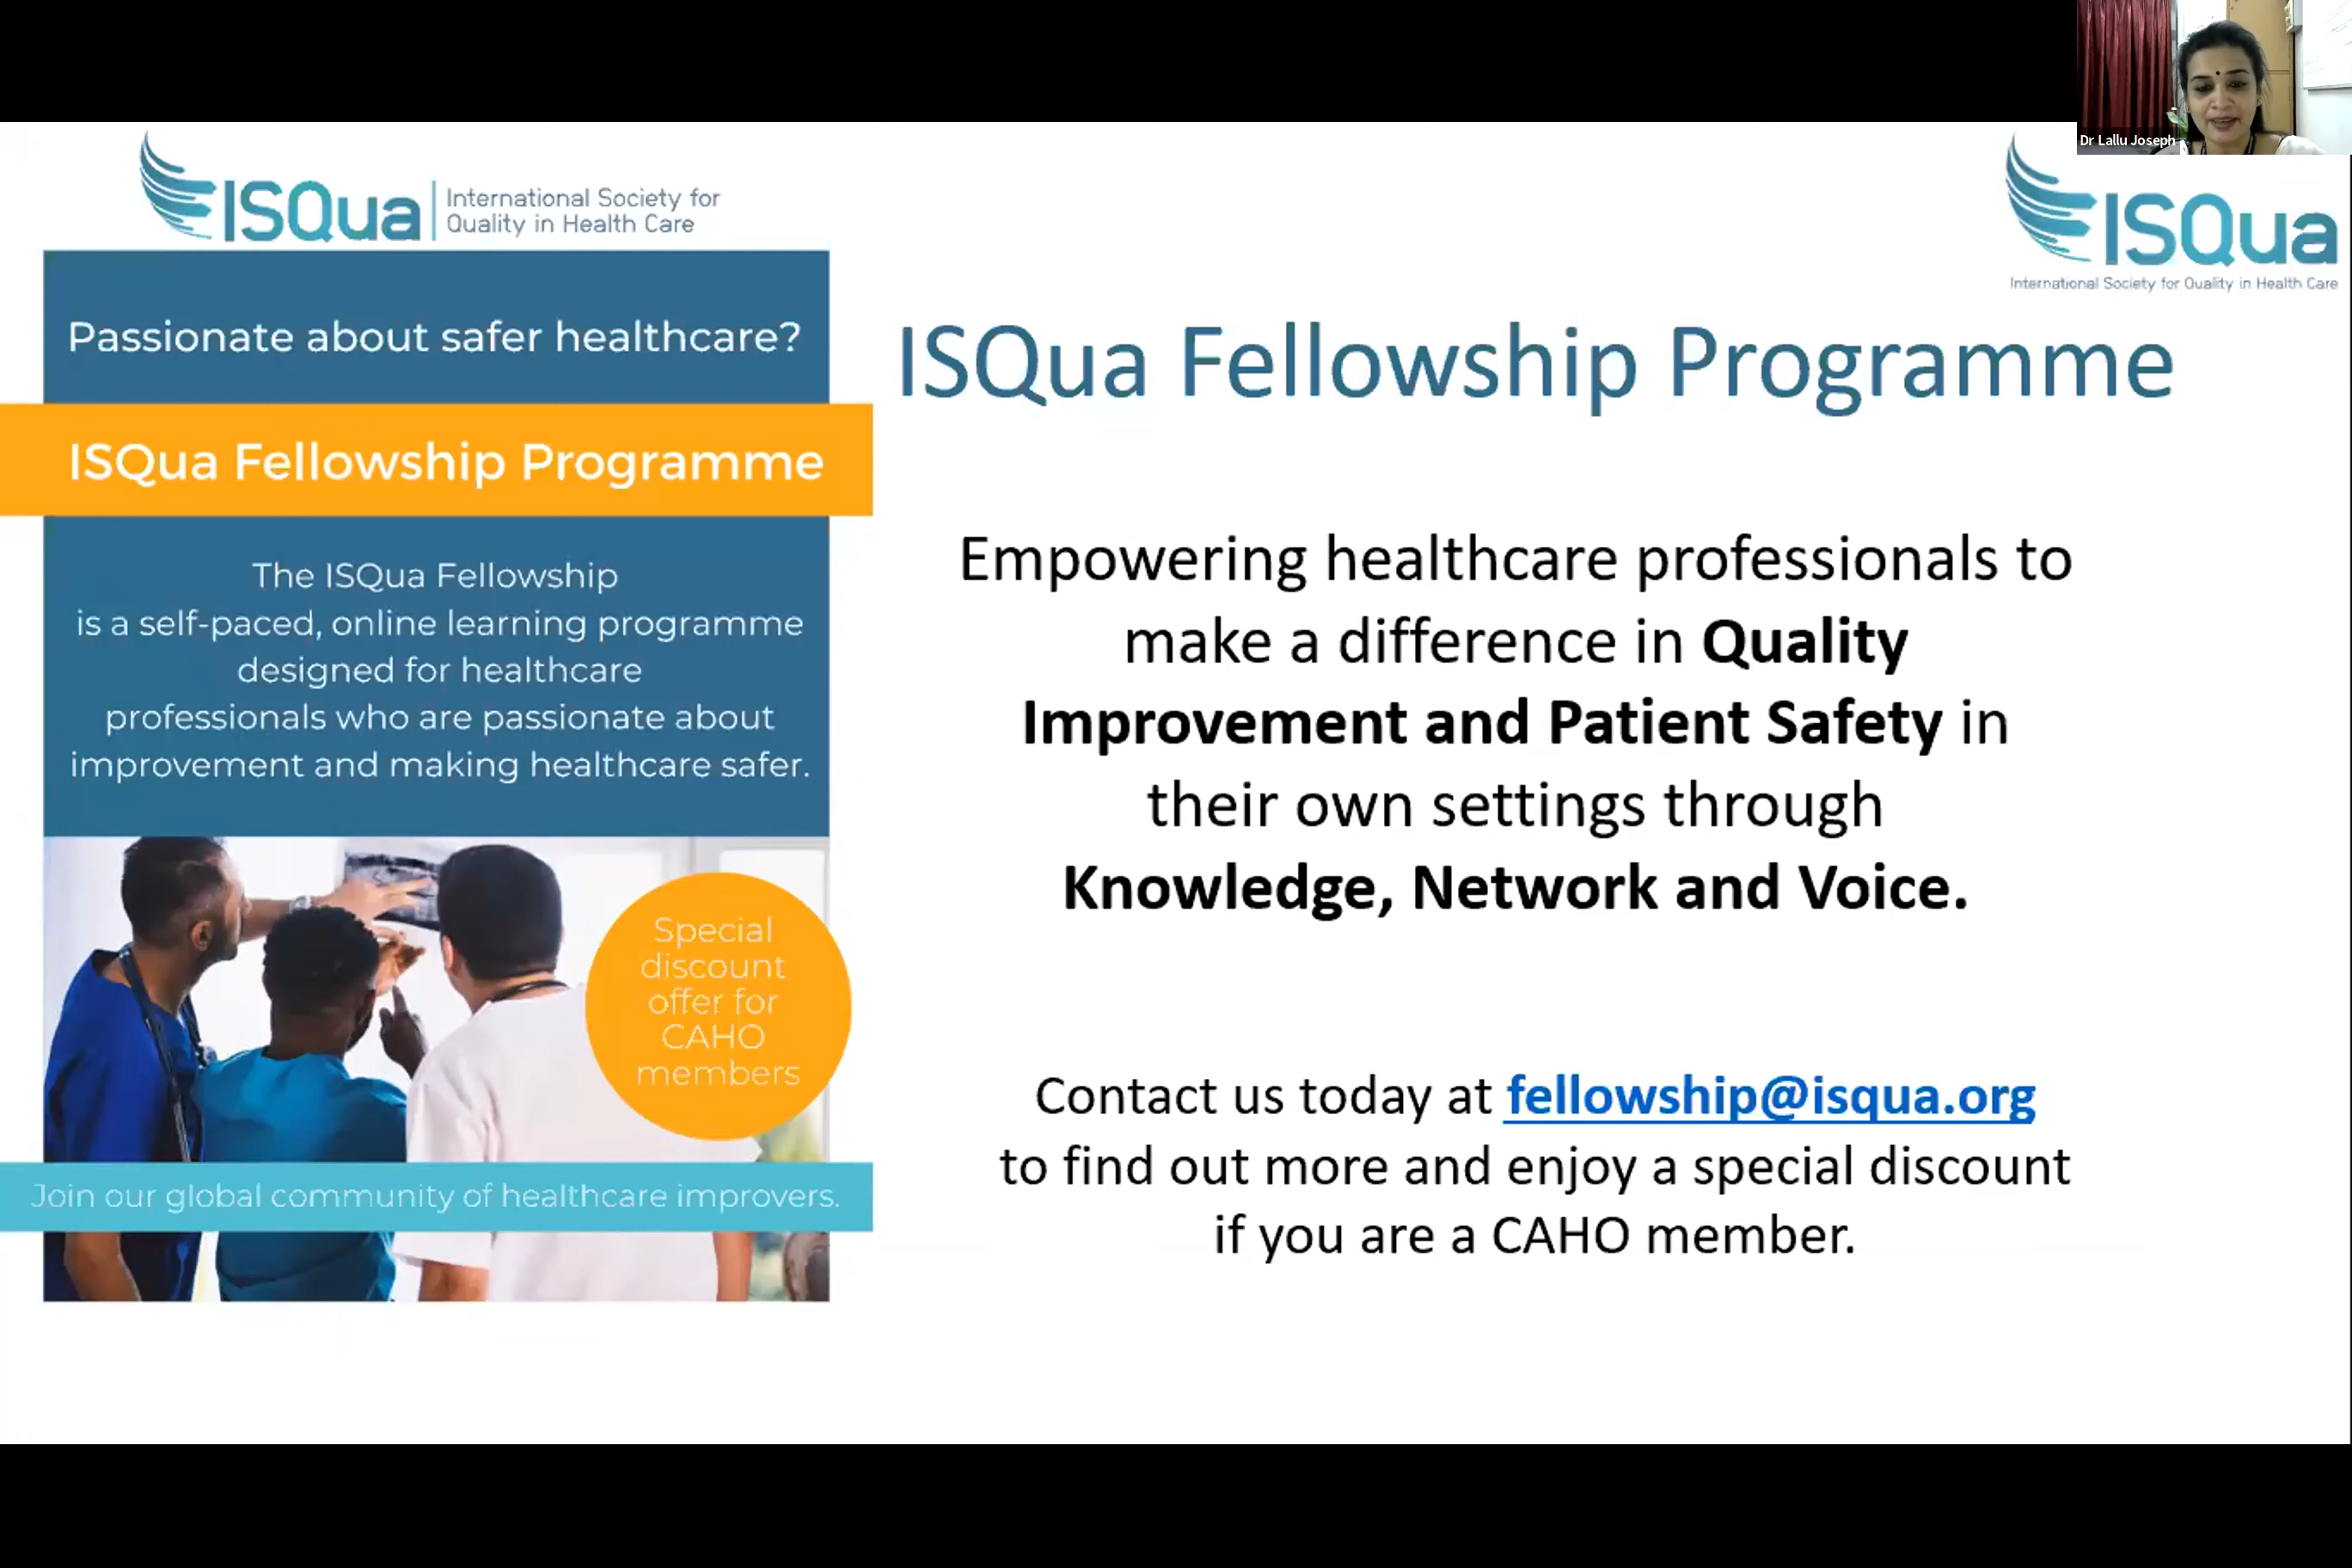 Dr Lallu Joseph
ISQua
International Society for
Quality in Health Care
ISQua
International Society for Quality in Health Care
Passionate about safer healthcare?
ISQua Fellowship Programme
The ISQua Fellowship
is a self-paced, online learning programme
designed for healthcare
professionals who are passionate about
improvement and making healthcare safer.
Special
discount
offer for
CAHO
members
Join our global community of healthcare improvers.
ISQua Fellowship Programme
Empowering healthcare professionals to
make a difference in Quality
Improvement and Patient Safety in
their own settings through
Knowledge, Network and Voice.
Contact us today at fellowship@isqua.org
to find out more and enjoy a special discount
if you are a CAHO member.